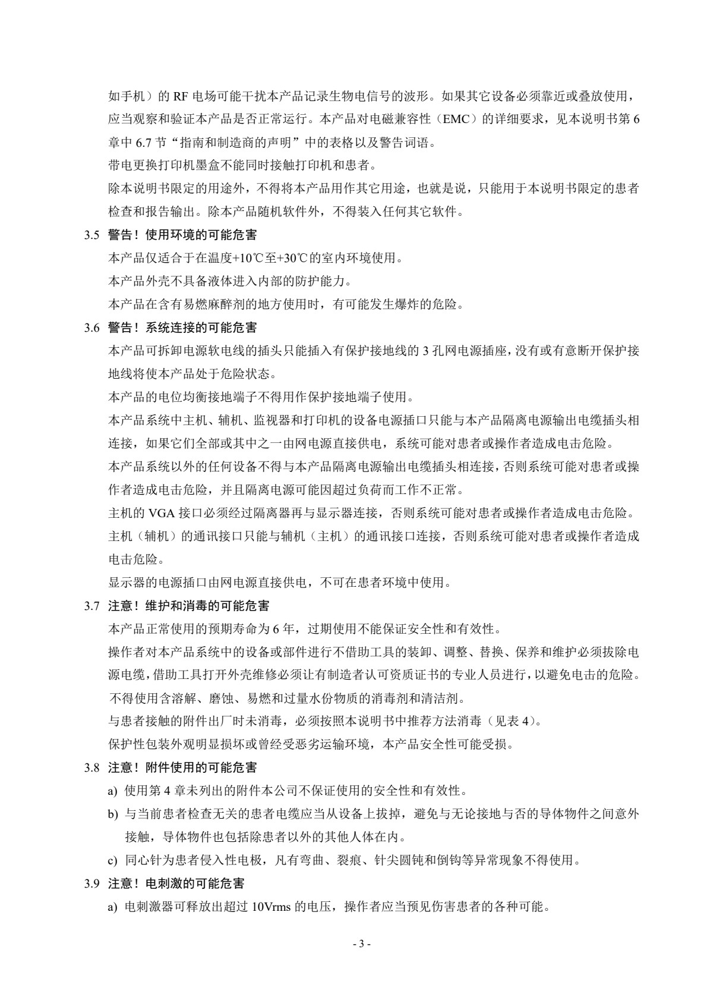 如手机）的 RF 电场可能干扰本产品记录生物电信号的波形。如果其它设备必须靠近或叠放使用，
应当观察和验证本产品是否正常运行。本产品对电磁兼容性（EMC）的详细要求，见本说明书第 6
章中 6.7 节“指南和制造商的声明”中的表格以及警告词语。
带电更换打印机墨盒不能同时接触打印机和患者。
除本说明书限定的用途外，不得将本产品用作其它用途，也就是说，只能用于本说明书限定的患者
检查和报告输出。除本产品随机软件外，不得装入任何其它软件。
3.5 警告！使用环境的可能危害
本产品仅适合于在温度+10℃至+30℃的室内环境使用。
本产品外壳不具备液体进入内部的防护能力。
本产品在含有易燃麻醉剂的地方使用时，有可能发生爆炸的危险。
3.6 警告！系统连接的可能危害
本产品可拆卸电源软电线的插头只能插入有保护接地线的 3 孔网电源插座，没有或有意断开保护接
地线将使本产品处于危险状态。
本产品的电位均衡接地端子不得用作保护接地端子使用。
本产品系统中主机、辅机、监视器和打印机的设备电源插口只能与本产品隔离电源输出电缆插头相
连接，如果它们全部或其中之一由网电源直接供电，系统可能对患者或操作者造成电击危险。
本产品系统以外的任何设备不得与本产品隔离电源输出电缆插头相连接，否则系统可能对患者或操
作者造成电击危险，并且隔离电源可能因超过负荷而工作不正常。
主机的 VGA 接口必须经过隔离器再与显示器连接，否则系统可能对患者或操作者造成电击危险。
主机（辅机）的通讯接口只能与辅机（主机）的通讯接口连接，否则系统可能对患者或操作者造成
电击危险。
显示器的电源插口由网电源直接供电，不可在患者环境中使用。
3.7 注意！维护和消毒的可能危害
本产品正常使用的预期寿命为 6 年，过期使用不能保证安全性和有效性。
操作者对本产品系统中的设备或部件进行不借助工具的装卸、调整、替换、保养和维护必须拔除电
源电缆，借助工具打开外壳维修必须让有制造者认可资质证书的专业人员进行，以避免电击的危险。
不得使用含溶解、磨蚀、易燃和过量水份物质的消毒剂和清洁剂。
与患者接触的附件出厂时未消毒，必须按照本说明书中推荐方法消毒（见表 4）。
保护性包装外观明显损坏或曾经受恶劣运输环境，本产品安全性可能受损。
3.8 注意！附件使用的可能危害
a) 使用第 4 章未列出的附件本公司不保证使用的安全性和有效性。
b) 与当前患者检查无关的患者电缆应当从设备上拔掉，避免与无论接地与否的导体物件之间意外
接触，导体物件也包括除患者以外的其他人体在内。
c) 同心针为患者侵入性电极，凡有弯曲、裂痕、针尖圆钝和倒钩等异常现象不得使用。
3.9 注意！电刺激的可能危害
a) 电刺激器可释放出超过 10Vrms 的电压，操作者应当预见伤害患者的各种可能。
- 3 -